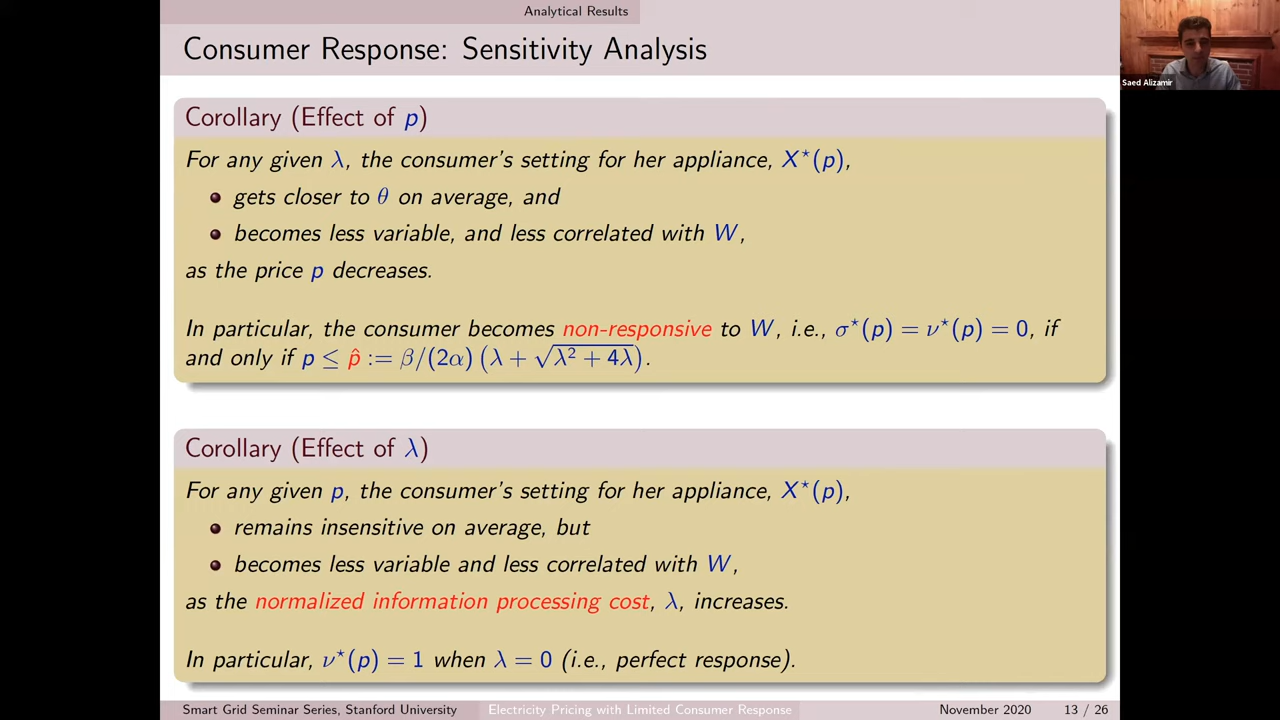 Analytical Results
Consumer Response: Sensitivity Analysis
Saed Alizamir
Corollary (Effect of p)
For any given λ, the consumer's setting for her appliance, X⋆(p),
gets closer to θ on average, and
becomes less variable, and less correlated with W,
as the price p decreases.
In particular, the consumer becomes non-responsive to W, i.e., σ⋆(p) = ν⋆(p) = 0, if
and only if p ≤ p̂ := β/(2α) (λ + √λ² + 4λ).
Corollary (Effect of λ)
For any given p, the consumer's setting for her appliance, X⋆(p),
remains insensitive on average, but
becomes less variable and less correlated with W,
as the normalized information processing cost, λ, increases.
In particular, ν⋆(p) = 1 when λ = 0 (i.e., perfect response).
Smart Grid Seminar Series, Stanford University
Electricity Pricing with Limited Consumer Response
November 2020
13 / 26